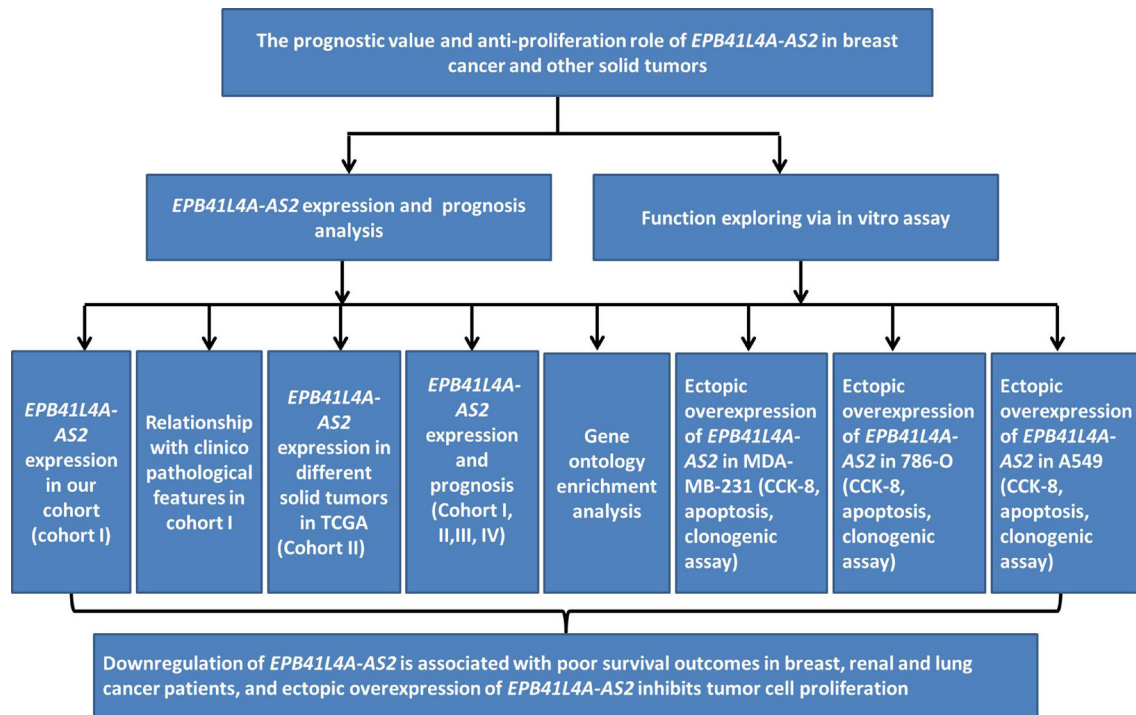 The prognostic value and anti-proliferation role of EPB41L4A-AS2 in breast
cancer and other solid tumors
EPB41L4A-AS2 expression and prognosis
analysis
Function exploring via in vitro assay
EPB41L4A-
AS2
expression
in our
cohort
(cohort I)
Relationship
with clinico
pathological
features in
cohort I
EPB41L4A-
AS2
expression in
different
solid tumors
in TCGA
(Cohort II)
EPB41L4A-
AS2
expression
and
prognosis
(Cohort I,
II,III, IV)
Gene
ontology
enrichment
analysis
Ectopic
overexpression
of EPB41L4A-
AS2 in MDA-
MB-231 (CCK-8,
apoptosis,
clonogenic
assay)
Ectopic
overexpression
of EPB41L4A-
AS2 in 786-O
(CCK-8,
apoptosis,
clonogenic
assay)
Ectopic
overexpression
of EPB41L4A-
AS2 in A549
(CCK-8,
apoptosis,
clonogenic
assay)
Downregulation of EPB41L4A-AS2 is associated with poor survival outcomes in breast, renal and lung
cancer patients, and ectopic overexpression of EPB41L4A-AS2 inhibits tumor cell proliferation